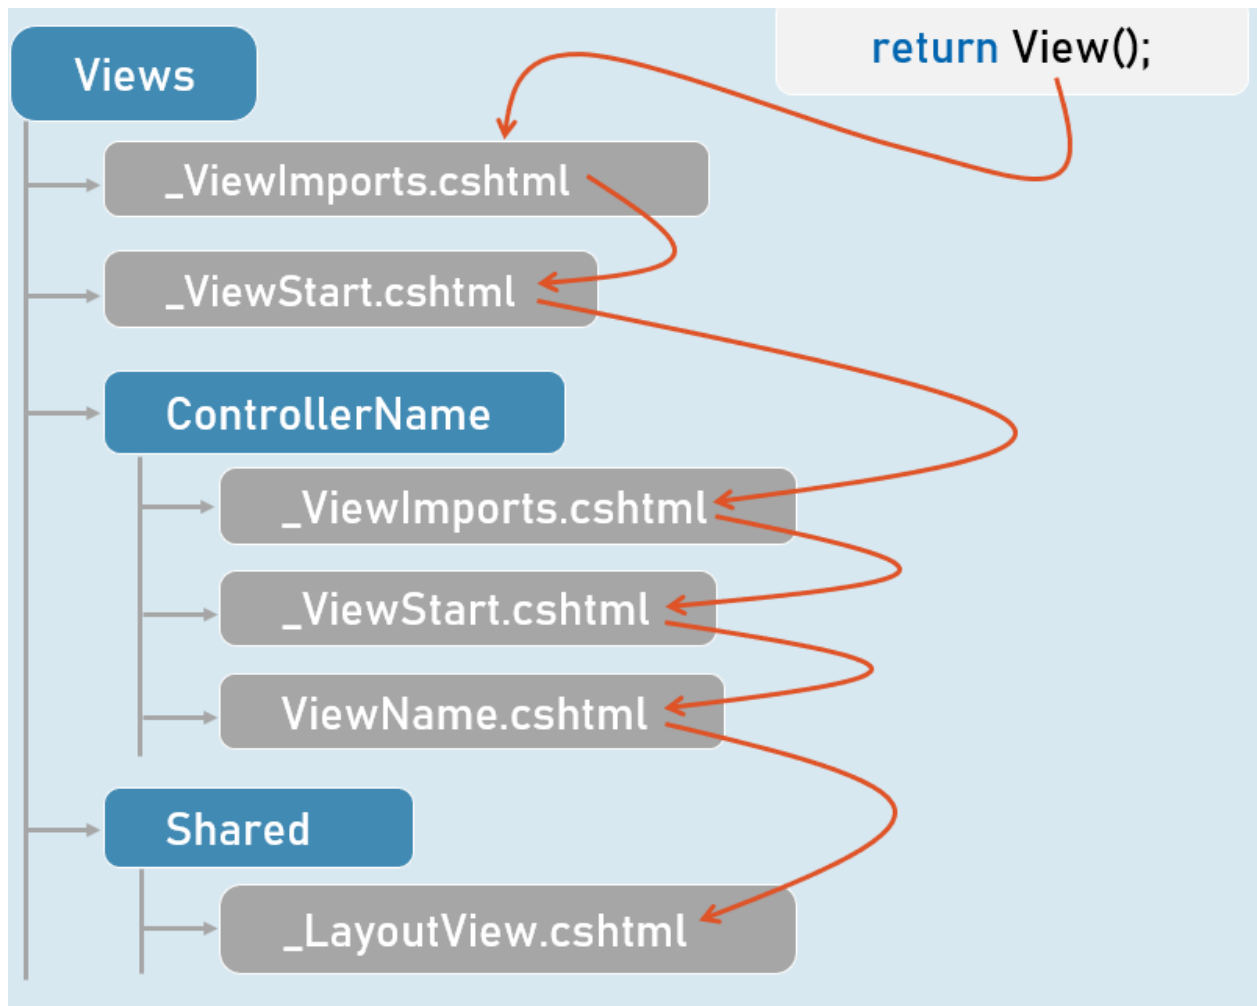 return View();
Views
_ViewImports.cshtml
_ViewStart.cshtml
ControllerName
_ViewImports.cshtml
_ViewStart.cshtml
ViewName.cshtml
Shared
_LayoutView.cshtml